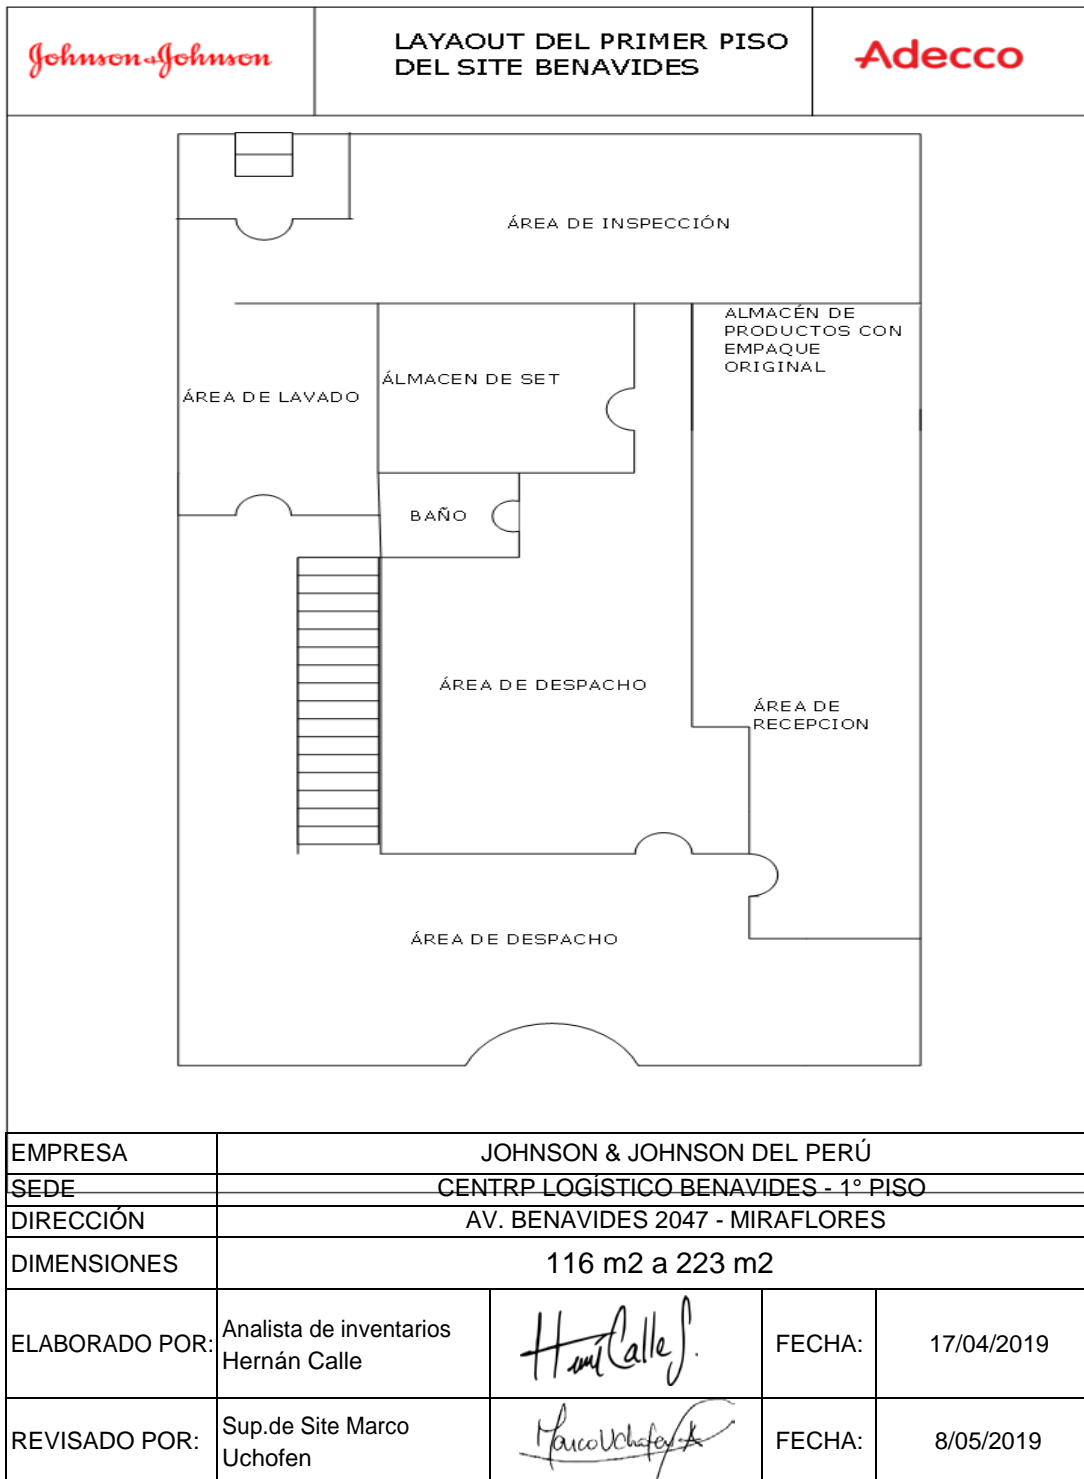 Johnson&Johnson
LAYAOUT DEL PRIMER PISO
DEL SITE BENAVIDES
Adecco
ÁREA DE INSPECCIÓN
ALMACÉN DE
PRODUCTOS CON
EMPAQUE
ORIGINAL
ÁREA DE LAVADO
ÁLMACEN DE SET
BAÑO
ÁREA DE DESPACHO
ÁREA DE
RECEPCION
ÁREA DE DESPACHO
EMPRESA JOHNSON & JOHNSON DEL PERÚ
SEDE CENTRP LOGÍSTICO BENAVIDES - 1° PISO
DIRECCIÓN AV. BENAVIDES 2047 - MIRAFLORES
DIMENSIONES 116 m2 a 223 m2
ELABORADO POR: Analista de inventarios
Hernán Calle
Herní Calle S.
FECHA: 17/04/2019
REVISADO POR: Sup.de Site Marco
Uchofen
Marco Uchofen A
FECHA: 8/05/2019